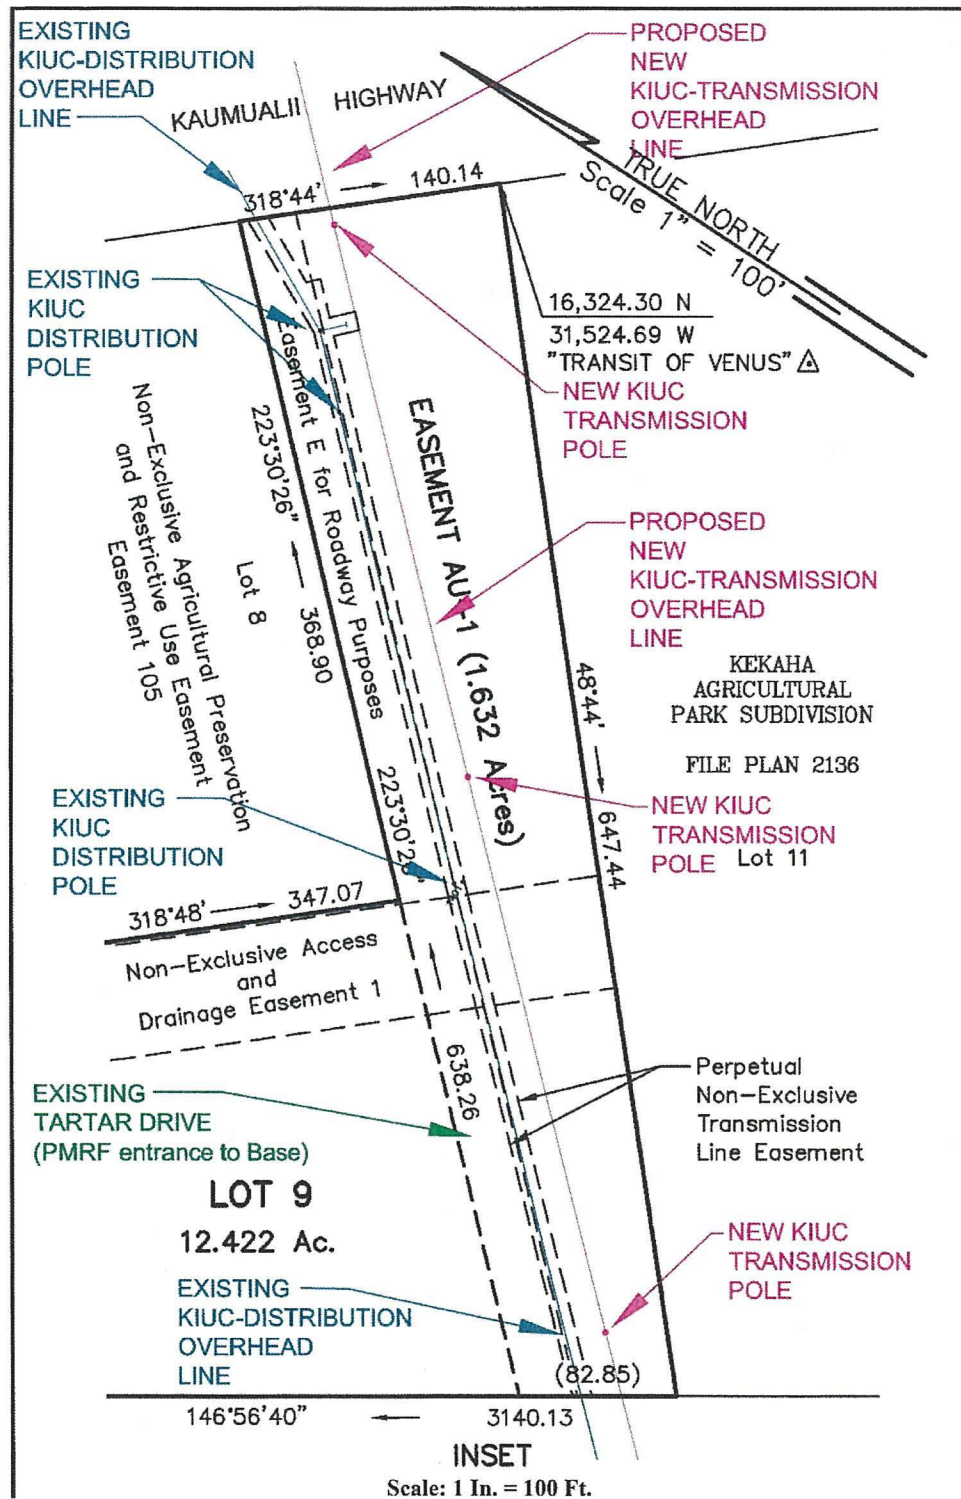 EXISTING
KIUC-DISTRIBUTION
OVERHEAD
LINE
PROPOSED
NEW
KIUC-TRANSMISSION
OVERHEAD
LINE
KAUMUALII HIGHWAY
TRUE NORTH
Scale 1" = 100'
318°44' 140.14
16,324.30 N
31,524.69 W
"TRANSIT OF VENUS"
EXISTING
KIUC
DISTRIBUTION
POLE
NEW KIUC
TRANSMISSION
POLE
Non-Exclusive Agricultural Preservation
and Restrictive Use Easement
Easement 105
Lot 8
223°30'26"
368.90
Easement E for Roadway Purposes
EASEMENT AU-1 (1.632 Acres)
PROPOSED
NEW
KIUC-TRANSMISSION
OVERHEAD
LINE
48°44'
647.44
KEKAHA
AGRICULTURAL
PARK SUBDIVISION
FILE PLAN 2136
NEW KIUC
TRANSMISSION
POLE
Lot 11
EXISTING
KIUC
DISTRIBUTION
POLE
223°30'26"
318°48' 347.07
Non-Exclusive Access
and
Drainage Easement 1
638.26
EXISTING
TARTAR DRIVE
(PMRF entrance to Base)
Perpetual
Non-Exclusive
Transmission
Line Easement
LOT 9
12.422 Ac.
NEW KIUC
TRANSMISSION
POLE
EXISTING
KIUC-DISTRIBUTION
OVERHEAD
LINE
(82.85)
146°56'40" 3140.13
INSET
Scale: 1 In. = 100 Ft.